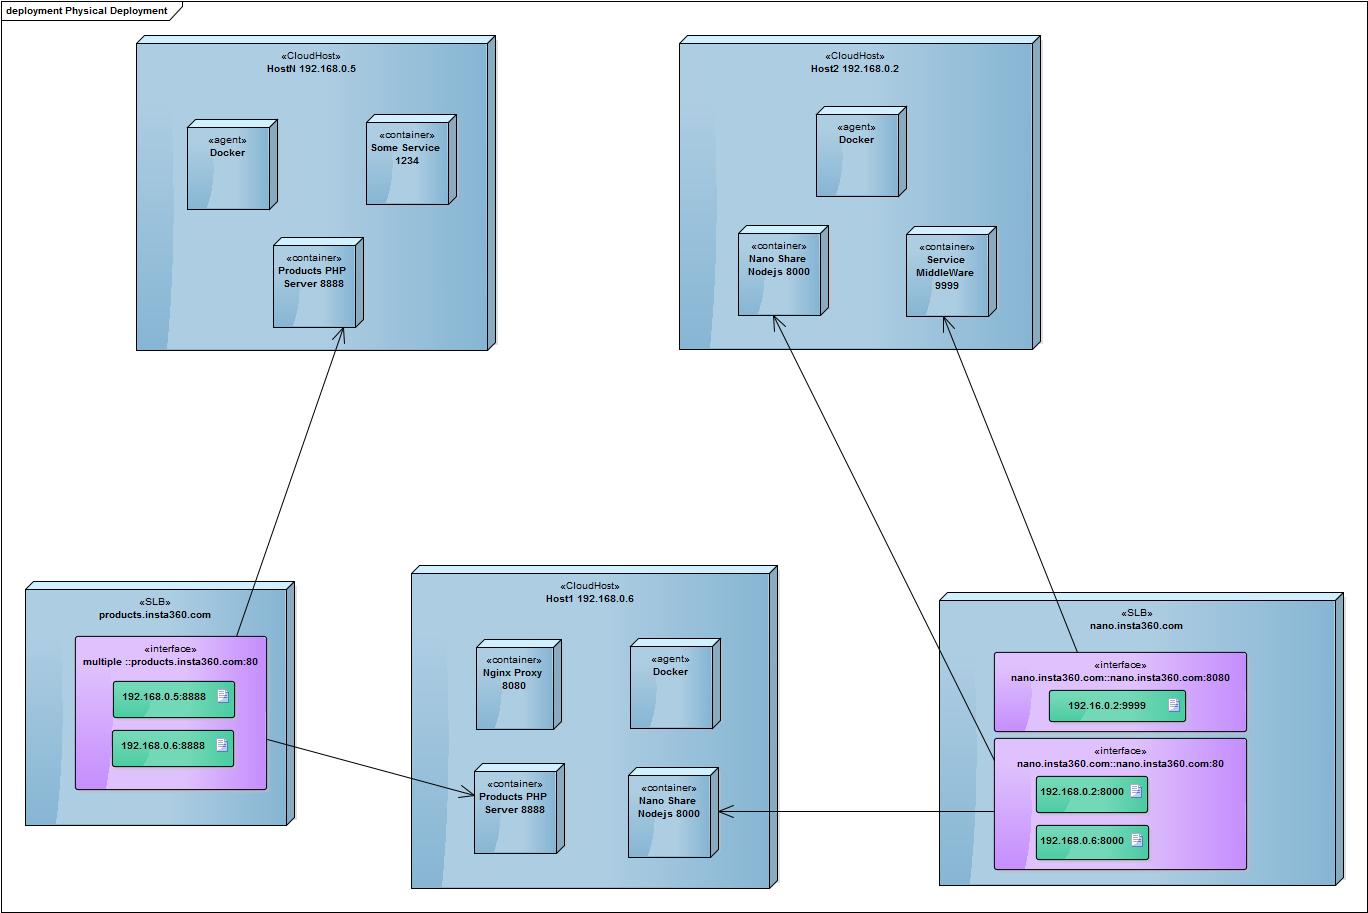 deployment Physical Deployment
«CloudHost»
HostN 192.168.0.5
«agent»
Docker
«container»
Some Service
1234
«container»
Products PHP
Server 8888
«CloudHost»
Host2 192.168.0.2
«agent»
Docker
«container»
Nano Share
Nodejs 8000
«container»
Service
MiddleWare
9999
«SLB»
products.insta360.com
«interface»
multiple ::products.insta360.com:80
192.168.0.5:8888
192.168.0.6:8888
«CloudHost»
Host1 192.168.0.6
«container»
Nginx Proxy
8080
«agent»
Docker
«container»
Products PHP
Server 8888
«container»
Nano Share
Nodejs 8000
«SLB»
nano.insta360.com
«interface»
nano.insta360.com::nano.insta360.com:8080
192.16.0.2:9999
«interface»
nano.insta360.com::nano.insta360.com:80
192.168.0.2:8000
192.168.0.6:8000